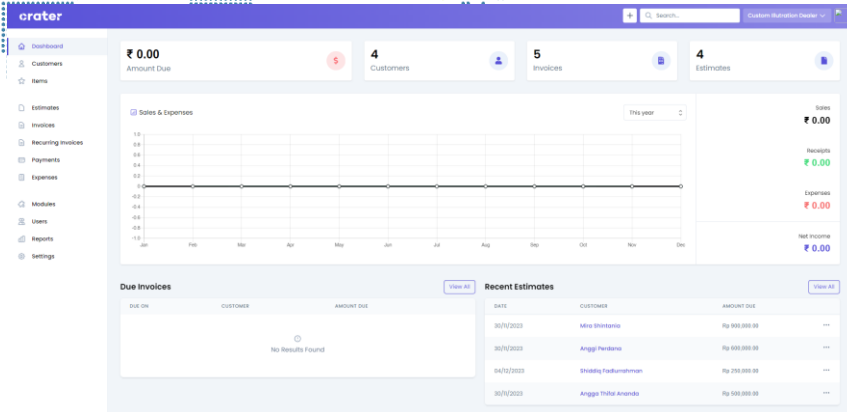 crater
Search...
Custom Illutration Dealer
Dashboard
Customers
Items
Estimates
Invoices
Recurring Invoices
Payments
Expenses
Modules
Users
Reports
Settings
₹ 0.00
Amount Due
$
4
Customers
5
Invoices
4
Estimates
Sales & Expenses
This year
1.0
0.8
0.6
0.4
0.2
0
-0.2
-0.4
-0.6
-0.8
-1.0
Jan Feb Mar Apr May Jun Jul Aug Sep Oct Nov Dec
Sales
₹ 0.00
Receipts
₹ 0.00
Expenses
₹ 0.00
Net Income
₹ 0.00
Due Invoices
View All
DUE ON CUSTOMER AMOUNT DUE
No Results Found
Recent Estimates
View All
DATE CUSTOMER AMOUNT DUE
30/11/2023 Mira Shintania Rp 900,000.00
30/11/2023 Anggi Perdana Rp 600,000.00
04/12/2023 Shiddiq Fadlurrahman Rp 250,000.00
30/11/2023 Angga Thifal Ananda Rp 500,000.00